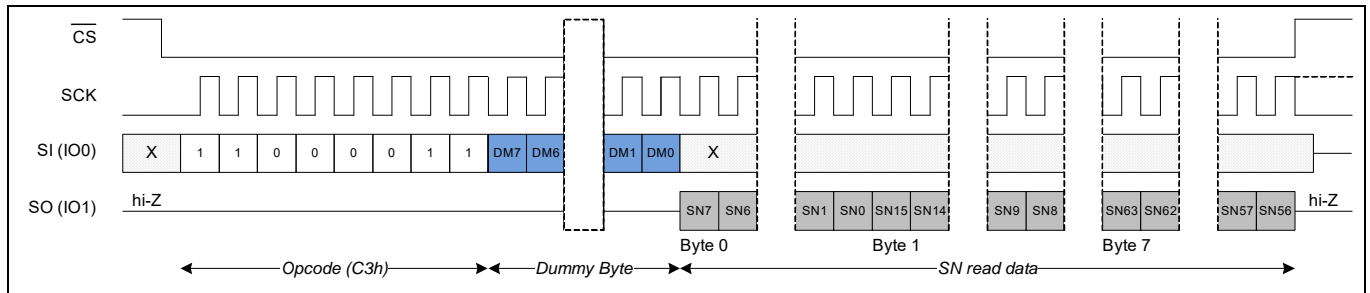 CS
SCK
SI (IO0) X 1 1 0 0 0 0 1 1 DM7 DM6 DM1 DM0 X
SO (IO1) hi-Z SN7 SN6 SN1 SN0 SN15 SN14 SN9 SN8 SN63 SN62 SN57 SN56 hi-Z
Byte 0 Byte 1 Byte 7
Opcode (C3h) Dummy Byte SN read data